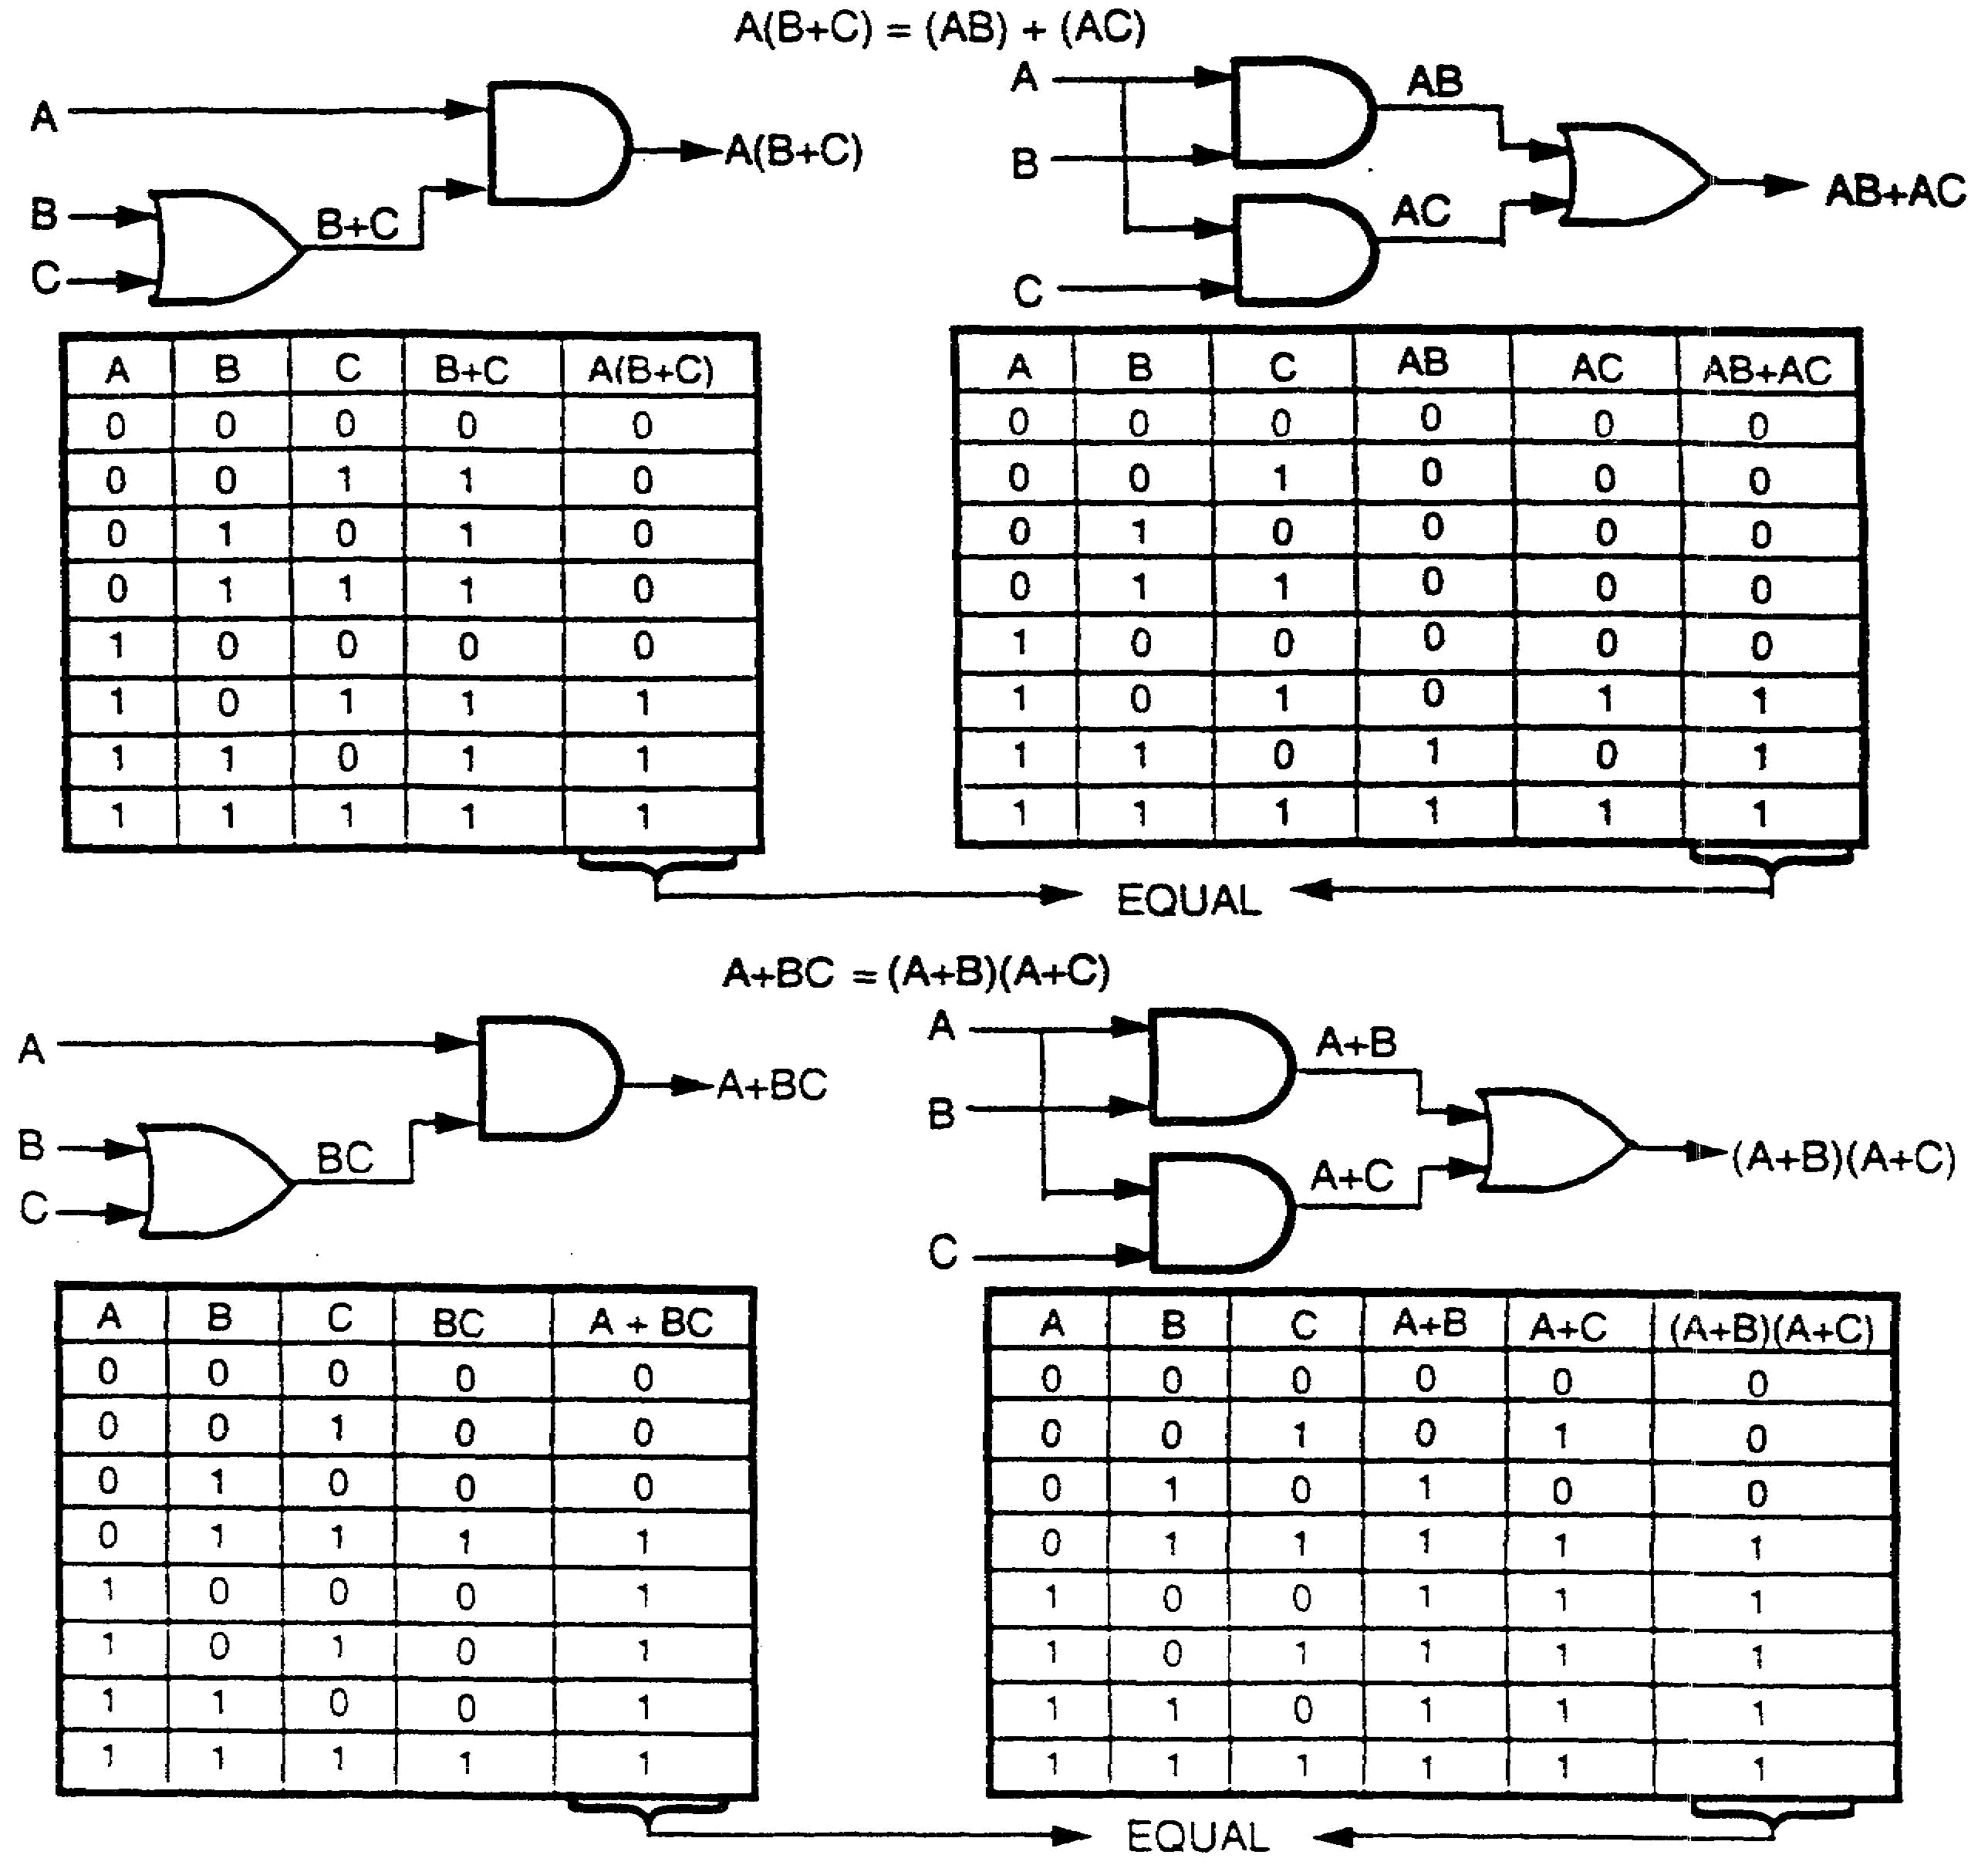 A(B+C) = (AB) + (AC)
A
B
C
B+C
A(B+C)
A
B
C
AB
AC
AB+AC
A B C B+C A(B+C)
0 0 0 0 0
0 0 1 1 0
0 1 0 1 0
0 1 1 1 0
1 0 0 0 0
1 0 1 1 1
1 1 0 1 1
1 1 1 1 1
A B C AB AC AB+AC
0 0 0 0 0 0
0 0 1 0 0 0
0 1 0 0 0 0
0 1 1 0 0 0
1 0 0 0 0 0
1 0 1 0 1 1
1 1 0 1 0 1
1 1 1 1 1 1
EQUAL
A+BC = (A+B)(A+C)
A
B
C
BC
A+BC
A
B
C
A+B
A+C
(A+B)(A+C)
A B C BC A + BC
0 0 0 0 0
0 0 1 0 0
0 1 0 0 0
0 1 1 1 1
1 0 0 0 1
1 0 1 0 1
1 1 0 0 1
1 1 1 1 1
A B C A+B A+C (A+B)(A+C)
0 0 0 0 0 0
0 0 1 0 1 0
0 1 0 1 0 0
0 1 1 1 1 1
1 0 0 1 1 1
1 0 1 1 1 1
1 1 0 1 1 1
1 1 1 1 1 1
EQUAL